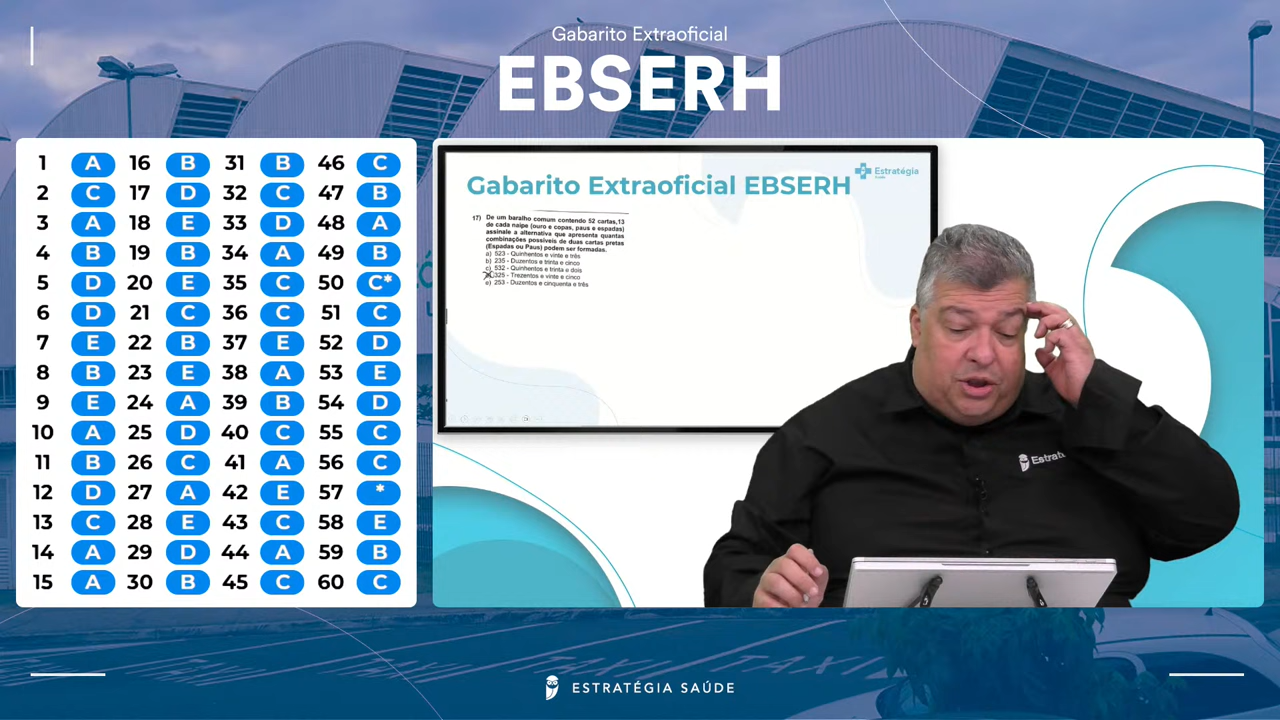 Gabarito Extraoficial
EBSERH
1 A 16 B 31 B 46 C
2 C 17 D 32 C 47 B
3 A 18 E 33 D 48 A
4 B 19 B 34 A 49 B
5 D 20 E 35 C 50 C*
6 D 21 C 36 C 51 C
7 E 22 B 37 E 52 D
8 B 23 E 38 A 53 E
9 E 24 A 39 B 54 D
10 A 25 D 40 C 55 C
11 B 26 C 41 A 56 C
12 D 27 A 42 E 57 *
13 C 28 E 43 C 58 E
14 A 29 D 44 A 59 B
15 A 30 B 45 C 60 C
Gabarito Extraoficial EBSERH
Estratégia
17) De um baralho comum contendo 52 cartas,13
de cada naipe (ouro e copas, paus e espadas)
assinale a alternativa que apresenta quantas
combinações possíveis de duas cartas pretas
(Espadas ou Paus) podem ser formadas.
a) 523 - Quinhentos e vinte e três
b) 235 - Duzentos e trinta e cinco
c) 532 - Quinhentos e trinta e dois
325 - Trezentos e vinte e cinco
e) 253 - Duzentos e cinquenta e três
TAXI
ESTRATÉGIA SAÚDE